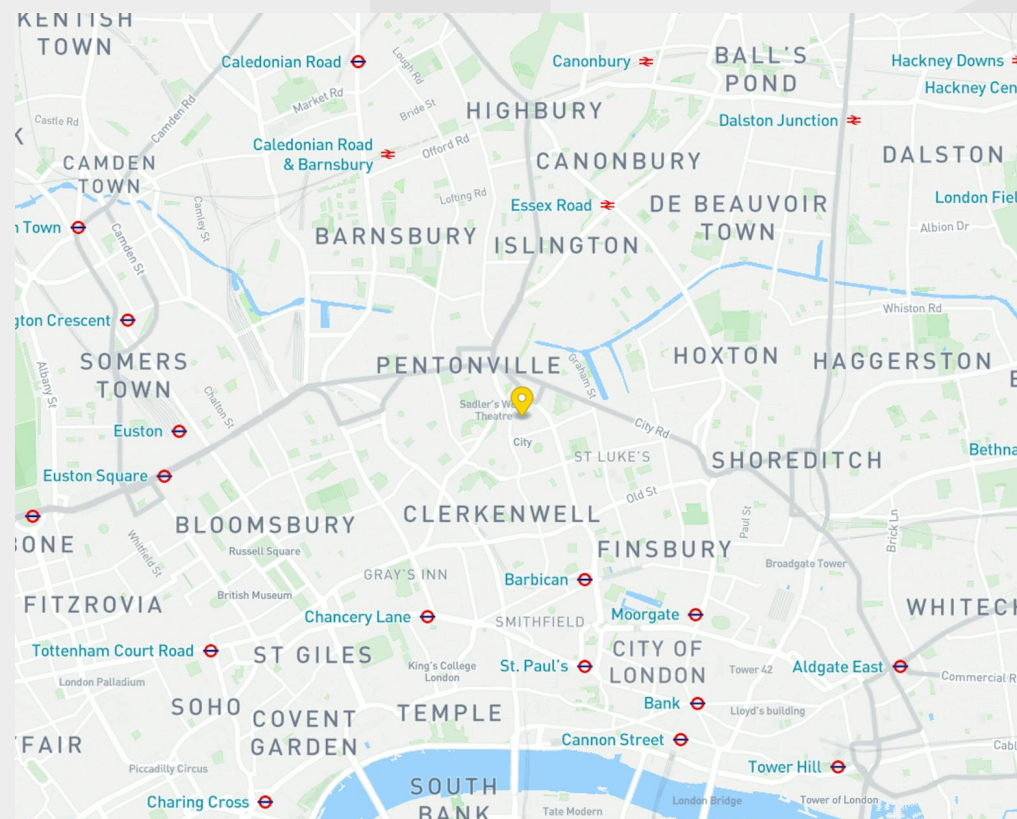 KENTISH
TOWN
Caledonian Road
Lough Rd
Canonbury
BALL'S
POND
Hackney Downs
Hackney Cen
Market Rd
Bride St
HIGHBURY
Camden Rd
Castle Rd
K
Dalston Junction
Caledonian Road
& Barnsbury
Offord Rd
CANONBURY
DALSTON
CAMDEN
TOWN
Lofting Rd
Essex Road
DE BEAUVOIR
TOWN
London Fiel
n Town
Camley St
Camden St
BARNSBURY
ISLINGTON
Albion Dr
gton Crescent
Whiston Rd
SOMERS
TOWN
Albany St
Chalton St
PENTONVILLE
Graham St
HOXTON
HAGGERSTON
Sadler's
Theatre
City
Euston
City Rd
ST LUKE'S
SHOREDITCH
Bethna
Euston Square
Old St
Paul St
Brick Ln
BLOOMSBURY
CLERKENWELL
BONE
Whitfield St
Russell Square
FINSBURY
Broadgate Tower
GRAY'S INN
Barbican
British Museum
FITZROVIA
Chancery Lane
SMITHFIELD
Moorgate
WHITECH
Tottenham Court Road
ST GILES
King's College
London
St. Paul's
CITY OF
LONDON
Tower 42
Aldgate East
Commercial R
London Palladium
SOHO
COVENT
GARDEN
TEMPLE
Bank
Lloyd's building
YFAIR
Cannon Street
Cabl
Piccadilly Circus
Tower Hill
SOUTH
BANK
Charing Cross
Tate Modern
London Bridge
Tower of London